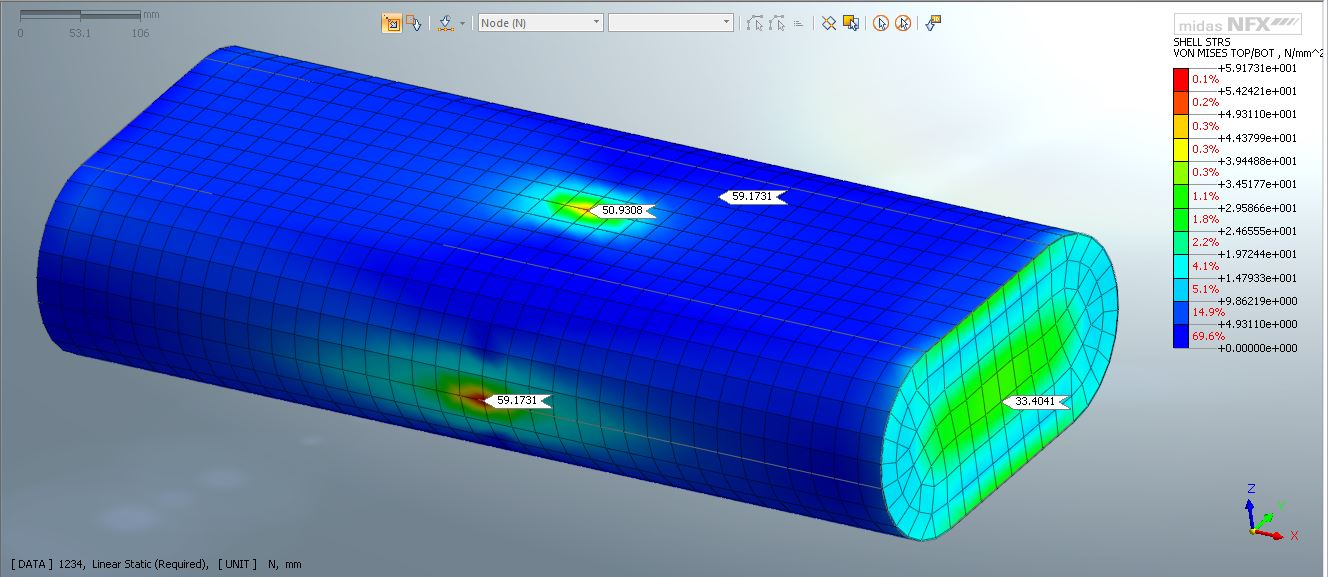 mm
0 53.1 106
Node (N)
midas NFX
SHELL STRS
VON MISES TOP/BOT , N/mm^2
+5.91731e+001
0.1%
+5.42421e+001
0.2%
+4.93110e+001
0.3%
+4.43799e+001
0.3%
+3.94488e+001
0.3%
+3.45177e+001
1.1%
+2.95866e+001
1.8%
+2.46555e+001
2.2%
+1.97244e+001
4.1%
+1.47933e+001
5.1%
+9.86219e+000
14.9%
+4.93110e+000
69.6%
+0.00000e+000
59.1731
50.9308
59.1731
33.4041
Z
Y
X
[ DATA ] 1234, Linear Static (Required), [ UNIT ] N, mm